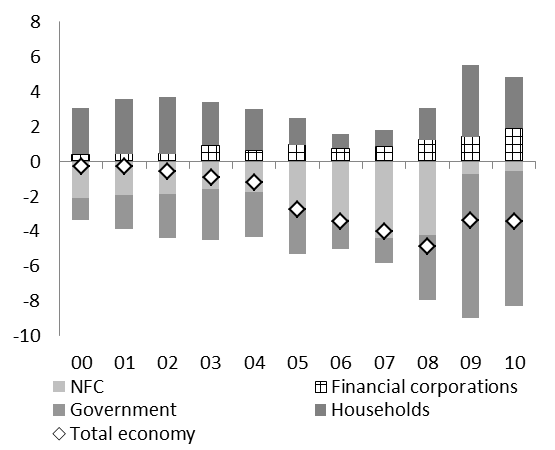 8
6
4
2
0
-2
-4
-6
-8
-10
00 01 02 03 04 05 06 07 08 09 10
NFC Financial corporations
Government Households
Total economy